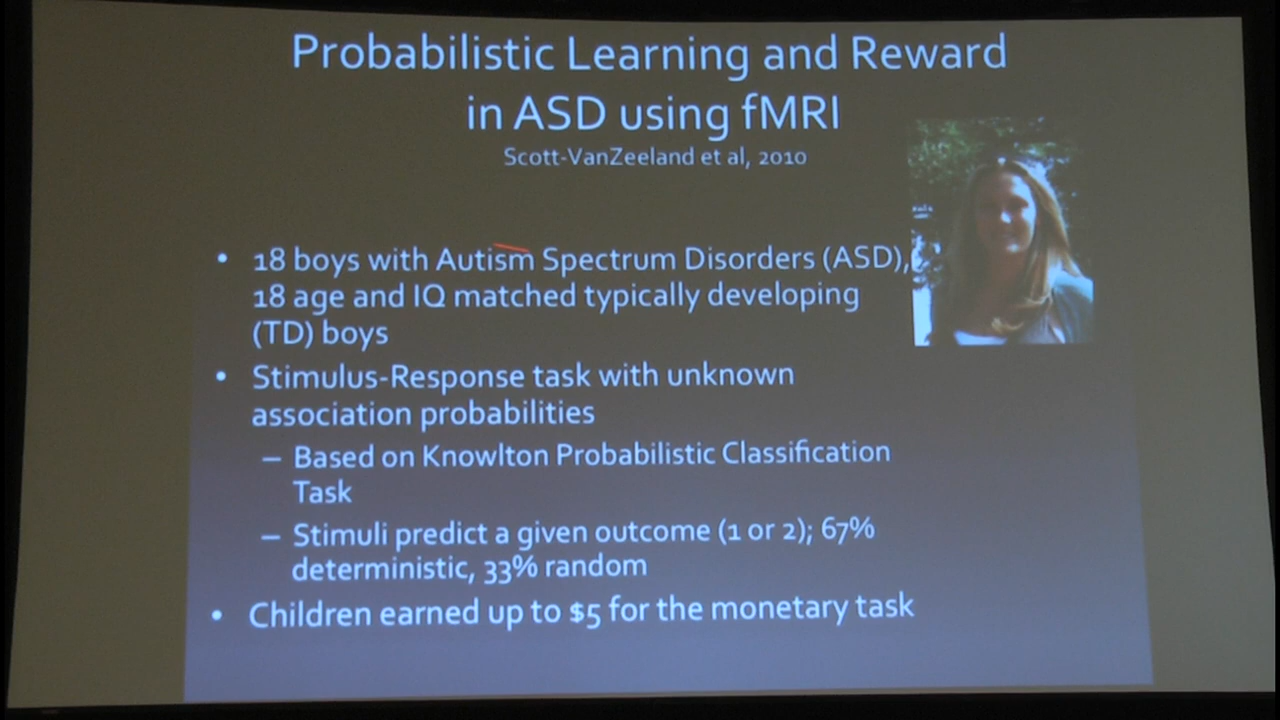 Probabilistic Learning and Reward
in ASD using fMRI
Scott-VanZeeland et al, 2010
• 18 boys with Autism Spectrum Disorders (ASD),
18 age and IQ matched typically developing
(TD) boys
• Stimulus-Response task with unknown
association probabilities
– Based on Knowlton Probabilistic Classification
Task
– Stimuli predict a given outcome (1 or 2); 67%
deterministic, 33% random
• Children earned up to $5 for the monetary task